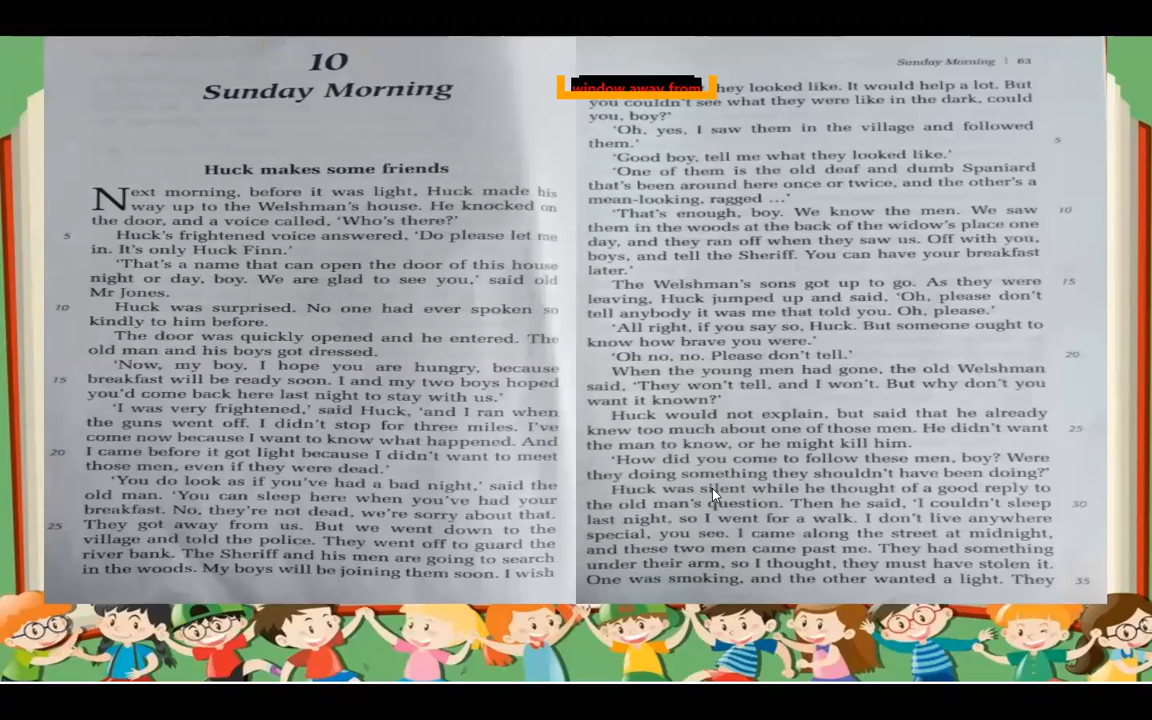 10
Sunday Morning
Huck makes some friends
Next morning, before it was light, Huck made his
way up to the Welshman's house. He knocked on
the door, and a voice called, ‘Who's there?’
5 Huck's frightened voice answered, ‘Do please let me
in. It's only Huck Finn.’
‘That's a name that can open the door of this house
night or day, boy. We are glad to see you,’ said old
Mr Jones.
10 Huck was surprised. No one had ever spoken so
kindly to him before.
The door was quickly opened and he entered. The
old man and his boys got dressed.
‘Now, my boy, I hope you are hungry, because
15 breakfast will be ready soon. I and my two boys hoped
you'd come back here last night to stay with us.’
‘I was very frightened,’ said Huck, ‘and I ran when
the guns went off. I didn't stop for three miles. I've
come now because I want to know what happened. And
20 I came before it got light because I didn't want to meet
those men, even if they were dead.’
‘You do look as if you've had a bad night,’ said the
old man. ‘You can sleep here when you've had your
breakfast. No, they're not dead, we're sorry about that.
25 They got away from us. But we went down to the
village and told the police. They went off to guard the
river bank. The Sheriff and his men are going to search
in the woods. My boys will be joining them soon. I wish
Sunday Morning | 63
window away from
they looked like. It would help a lot. But
you couldn't see what they were like in the dark, could
you, boy?’
‘Oh, yes, I saw them in the village and followed
them.’ 5
‘Good boy, tell me what they looked like.’
‘One of them is the old deaf and dumb Spaniard
that's been around here once or twice, and the other's a
mean-looking, ragged ...’
‘That's enough, boy. We know the men. We saw 10
them in the woods at the back of the widow's place one
day, and they ran off when they saw us. Off with you,
boys, and tell the Sheriff. You can have your breakfast
later.’
The Welshman's sons got up to go. As they were 15
leaving, Huck jumped up and said, ‘Oh, please don't
tell anybody it was me that told you. Oh, please.’
‘All right, if you say so, Huck. But someone ought to
know how brave you were.’
‘Oh no, no. Please don't tell.’ 20
When the young men had gone, the old Welshman
said, ‘They won't tell, and I won't. But why don't you
want it known?’
Huck would not explain, but said that he already
knew too much about one of those men. He didn't want 25
the man to know, or he might kill him.
‘How did you come to follow these men, boy? Were
they doing something they shouldn't have been doing?’
Huck was silent while he thought of a good reply to
the old man's question. Then he said, ‘I couldn't sleep 30
last night, so I went for a walk. I don't live anywhere
special, you see. I came along the street at midnight,
and these two men came past me. They had something
under their arm, so I thought, they must have stolen it.
One was smoking, and the other wanted a light. They 35